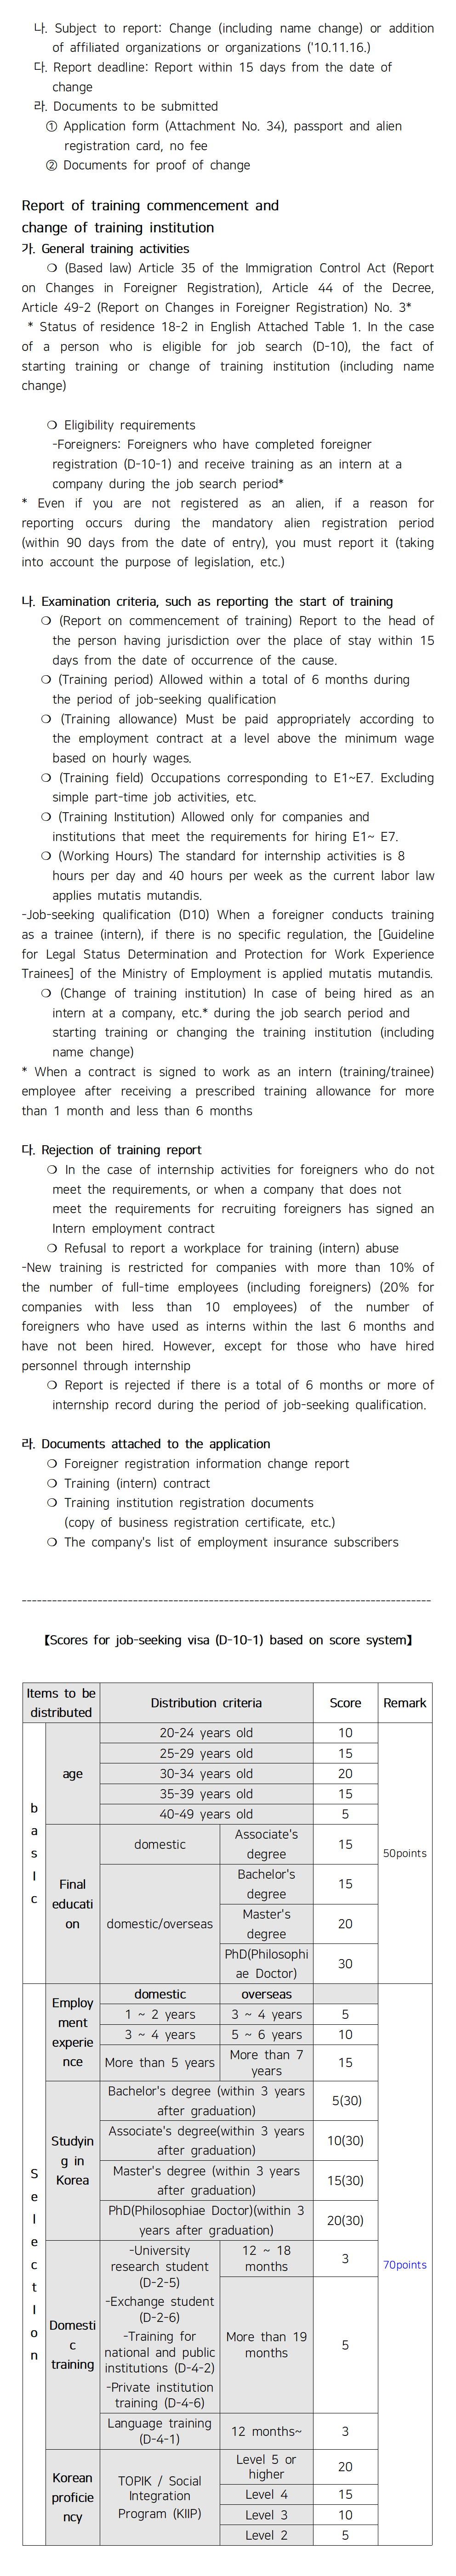 나. Subject to report: Change (including name change) or addition
of affiliated organizations or organizations ('10.11.16.)
다. Report deadline: Report within 15 days from the date of
change
라. Documents to be submitted
① Application form (Attachment No. 34), passport and alien
registration card, no fee
② Documents for proof of change
Report of training commencement and
change of training institution
가. General training activities
❍ (Based law) Article 35 of the Immigration Control Act (Report
on Changes in Foreigner Registration), Article 44 of the Decree,
Article 49-2 (Report on Changes in Foreigner Registration) No. 3*
* Status of residence 18-2 in English Attached Table 1. In the case
of a person who is eligible for job search (D-10), the fact of
starting training or change of training institution (including name
change)
❍ Eligibility requirements
-Foreigners: Foreigners who have completed foreigner
registration (D-10-1) and receive training as an intern at a
company during the job search period*
* Even if you are not registered as an alien, if a reason for
reporting occurs during the mandatory alien registration period
(within 90 days from the date of entry), you must report it (taking
into account the purpose of legislation, etc.)
나. Examination criteria, such as reporting the start of training
❍ (Report on commencement of training) Report to the head of
the person having jurisdiction over the place of stay within 15
days from the date of occurrence of the cause.
❍ (Training period) Allowed within a total of 6 months during
the period of job-seeking qualification
❍ (Training allowance) Must be paid appropriately according to
the employment contract at a level above the minimum wage
based on hourly wages.
❍ (Training field) Occupations corresponding to E1~E7. Excluding
simple part-time job activities, etc.
❍ (Training Institution) Allowed only for companies and
institutions that meet the requirements for hiring E1~ E7.
❍ (Working Hours) The standard for internship activities is 8
hours per day and 40 hours per week as the current labor law
applies mutatis mutandis.
-Job-seeking qualification (D10) When a foreigner conducts training
as a trainee (intern), if there is no specific regulation, the [Guideline
for Legal Status Determination and Protection for Work Experience
Trainees] of the Ministry of Employment is applied mutatis mutandis.
❍ (Change of training institution) In case of being hired as an
intern at a company, etc.* during the job search period and
starting training or changing the training institution (including
name change)
* When a contract is signed to work as an intern (training/trainee)
employee after receiving a prescribed training allowance for more
than 1 month and less than 6 months
다. Rejection of training report
❍ In the case of internship activities for foreigners who do not
meet the requirements, or when a company that does not
meet the requirements for recruiting foreigners has signed an
Intern employment contract
❍ Refusal to report a workplace for training (intern) abuse
-New training is restricted for companies with more than 10% of
the number of full-time employees (including foreigners) (20% for
companies with less than 10 employees) of the number of
foreigners who have used as interns within the last 6 months and
have not been hired. However, except for those who have hired
personnel through internship
❍ Report is rejected if there is a total of 6 months or more of
internship record during the period of job-seeking qualification.
라. Documents attached to the application
❍ Foreigner registration information change report
❍ Training (intern) contract
❍ Training institution registration documents
(copy of business registration certificate, etc.)
❍ The company's list of employment insurance subscribers
--------------------------------------------------------------------------------
【Scores for job-seeking visa (D-10-1) based on score system】
Items to be distributed Distribution criteria Score Remark
basIc
age
20-24 years old 10
25-29 years old 15
30-34 years old 20
35-39 years old 15
40-49 years old 5
50points
Final
educati
on
domestic Associate's degree 15
domestic/overseas Bachelor's degree 15
Master's degree 20
PhD(Philosophi
ae Doctor) 30
SelectIon
Employ
ment
experie
nce
domestic overseas
1 ~ 2 years 3 ~ 4 years 5
3 ~ 4 years 5 ~ 6 years 10
More than 5 years More than 7 years 15
Studyin
g in
Korea
Bachelor's degree (within 3 years
after graduation) 5(30)
Associate's degree(within 3 years
after graduation) 10(30)
Master's degree (within 3 years
after graduation) 15(30)
PhD(Philosophiae Doctor)(within 3
years after graduation) 20(30)
70points
Domesti
c
training
-University
research student
(D-2-5)
-Exchange student
(D-2-6)
-Training for
national and public
institutions (D-4-2)
-Private institution
training (D-4-6)
12 ~ 18
months 3
More than 19
months 5
Language training
(D-4-1) 12 months~ 3
Korean
proficie
ncy
TOPIK / Social
Integration
Program (KIIP)
Level 5 or
higher 20
Level 4 15
Level 3 10
Level 2 5